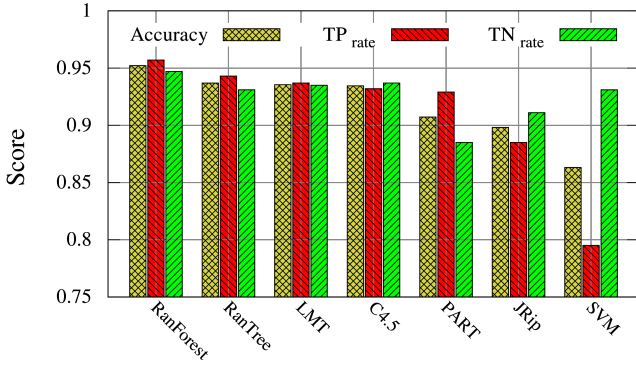 1
0.95
0.9
0.85
0.8
0.75
Score
Accuracy
TP rate
TN rate
RanForest
RanTree
LMT
C4.5
PART
JRip
SVM